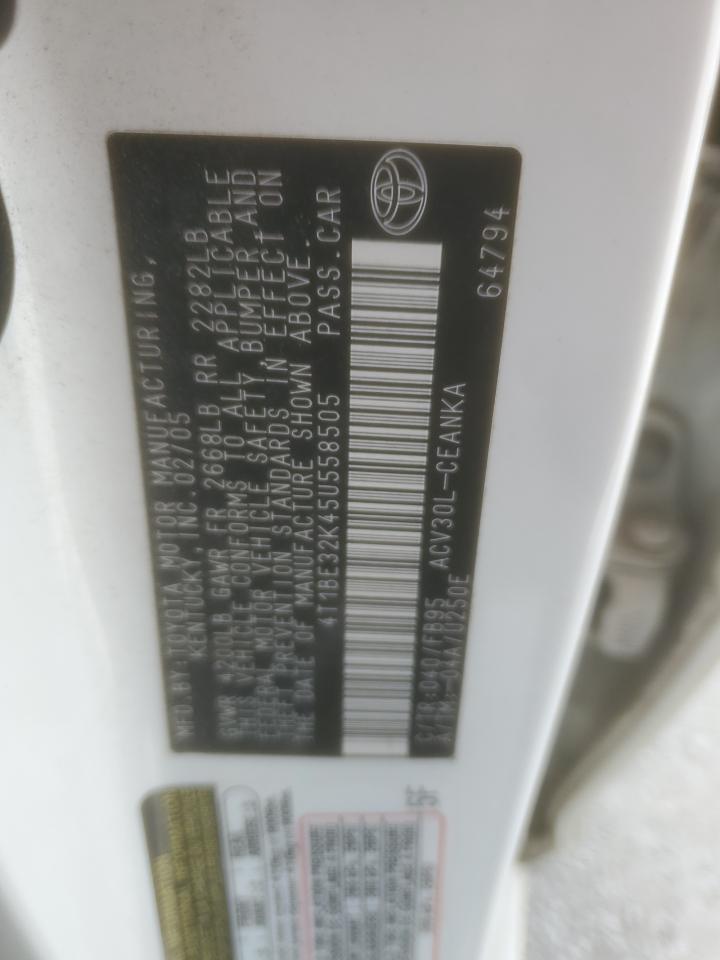 MFD.BY:TOYOTA MOTOR MANUFACTURING,
KENTUCKY, INC.02/05
GVWR 4200LB GAWR FR 2668LB RR 2282LB
THIS VEHICLE CONFORMS TO ALL APPLICABLE
FEDERAL MOTOR VEHICLE SAFETY, BUMPER,AND
THEFT PREVENTION STANDARDS IN EFFECT ON
THE DATE OF MANUFACTURE SHOWN ABOVE.
4T1BE32K45U558505 PASS.CAR
C/TR:040/FB95 ACV30L-CEANKA
A/TM:-04A/U250E
64794
5F